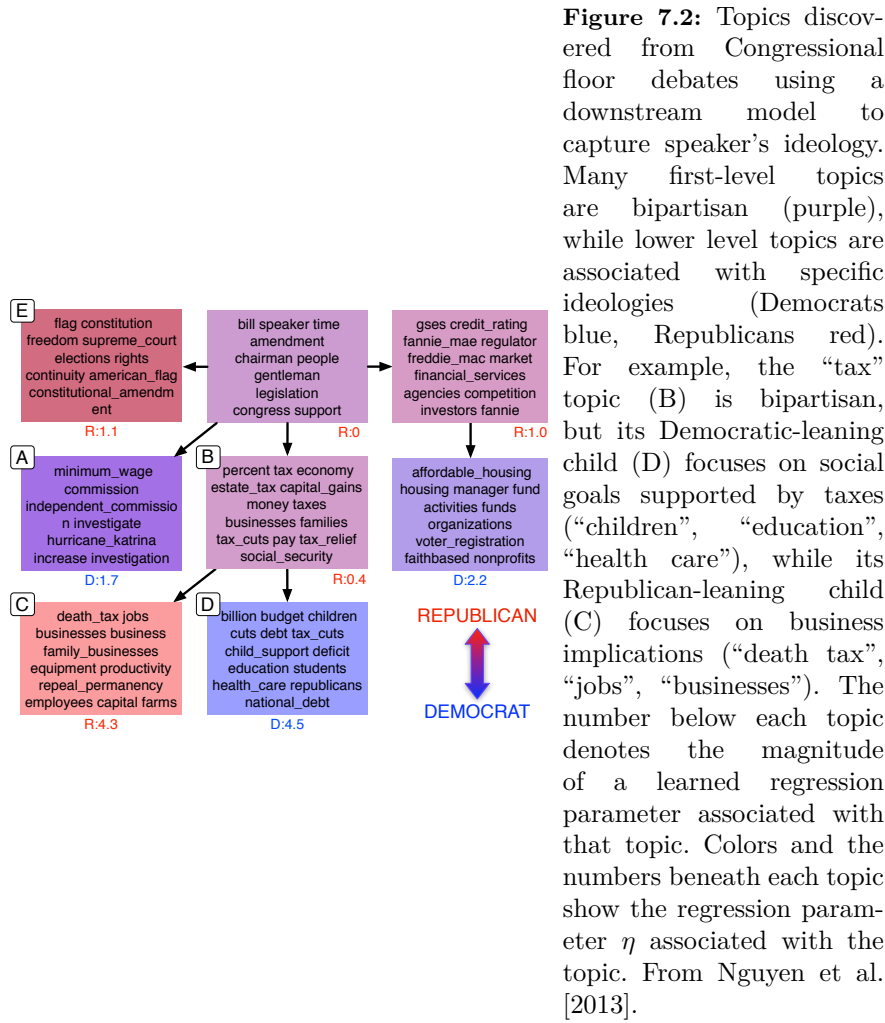 E
flag constitution
freedom supreme_court
elections rights
continuity american_flag
constitutional_amendm
ent
R:1.1
bill speaker time
amendment
chairman people
gentleman
legislation
congress support
R:0
gses credit_rating
fannie_mae regulator
freddie_mac market
financial_services
agencies competition
investors fannie
R:1.0
A
minimum_wage
commission
independent_commissio
n investigate
hurricane_katrina
increase investigation
D:1.7
B
percent tax economy
estate_tax capital_gains
money taxes
businesses families
tax_cuts pay tax_relief
social_security
R:0.4
affordable_housing
housing manager fund
activities funds
organizations
voter_registration
faithbased nonprofits
D:2.2
C
death_tax jobs
businesses business
family_businesses
equipment productivity
repeal_permanency
employees capital farms
R:4.3
D
billion budget children
cuts debt tax_cuts
child_support deficit
education students
health_care republicans
national_debt
D:4.5
REPUBLICAN
DEMOCRAT
Figure 7.2: Topics discov-
ered from Congressional
floor debates using a
downstream model to
capture speaker's ideology.
Many first-level topics
are bipartisan (purple),
while lower level topics are
associated with specific
ideologies (Democrats
blue, Republicans red).
For example, the “tax”
topic (B) is bipartisan,
but its Democratic-leaning
child (D) focuses on social
goals supported by taxes
(“children”, “education”,
“health care”), while its
Republican-leaning child
(C) focuses on business
implications (“death tax”,
“jobs”, “businesses”). The
number below each topic
denotes the magnitude
of a learned regression
parameter associated with
that topic. Colors and the
numbers beneath each topic
show the regression param-
eter η associated with the
topic. From Nguyen et al.
[2013].